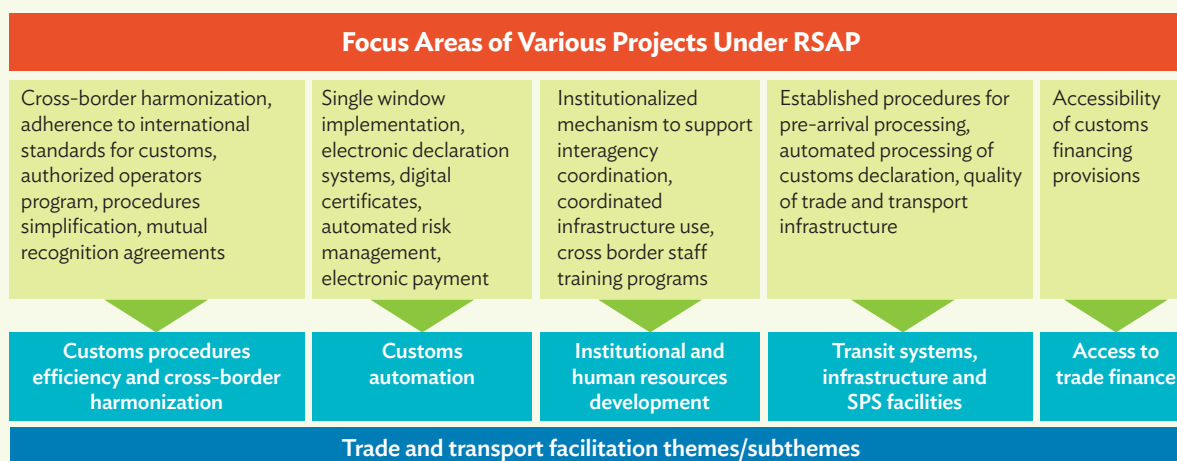 Focus Areas of Various Projects Under RSAP
Cross-border harmonization,
adherence to international
standards for customs,
authorized operators
program, procedures
simplification, mutual
recognition agreements
Single window
implementation,
electronic declaration
systems, digital
certificates,
automated risk
management,
electronic payment
Institutionalized
mechanism to support
interagency
coordination,
coordinated
infrastructure use,
cross border staff
training programs
Established procedures for
pre-arrival processing,
automated processing of
customs declaration, quality
of trade and transport
infrastructure
Accessibility
of customs
financing
provisions
Customs procedures
efficiency and cross-border
harmonization
Customs
automation
Institutional and
human resources
development
Transit systems,
infrastructure and
SPS facilities
Access to
trade finance
Trade and transport facilitation themes/subthemes